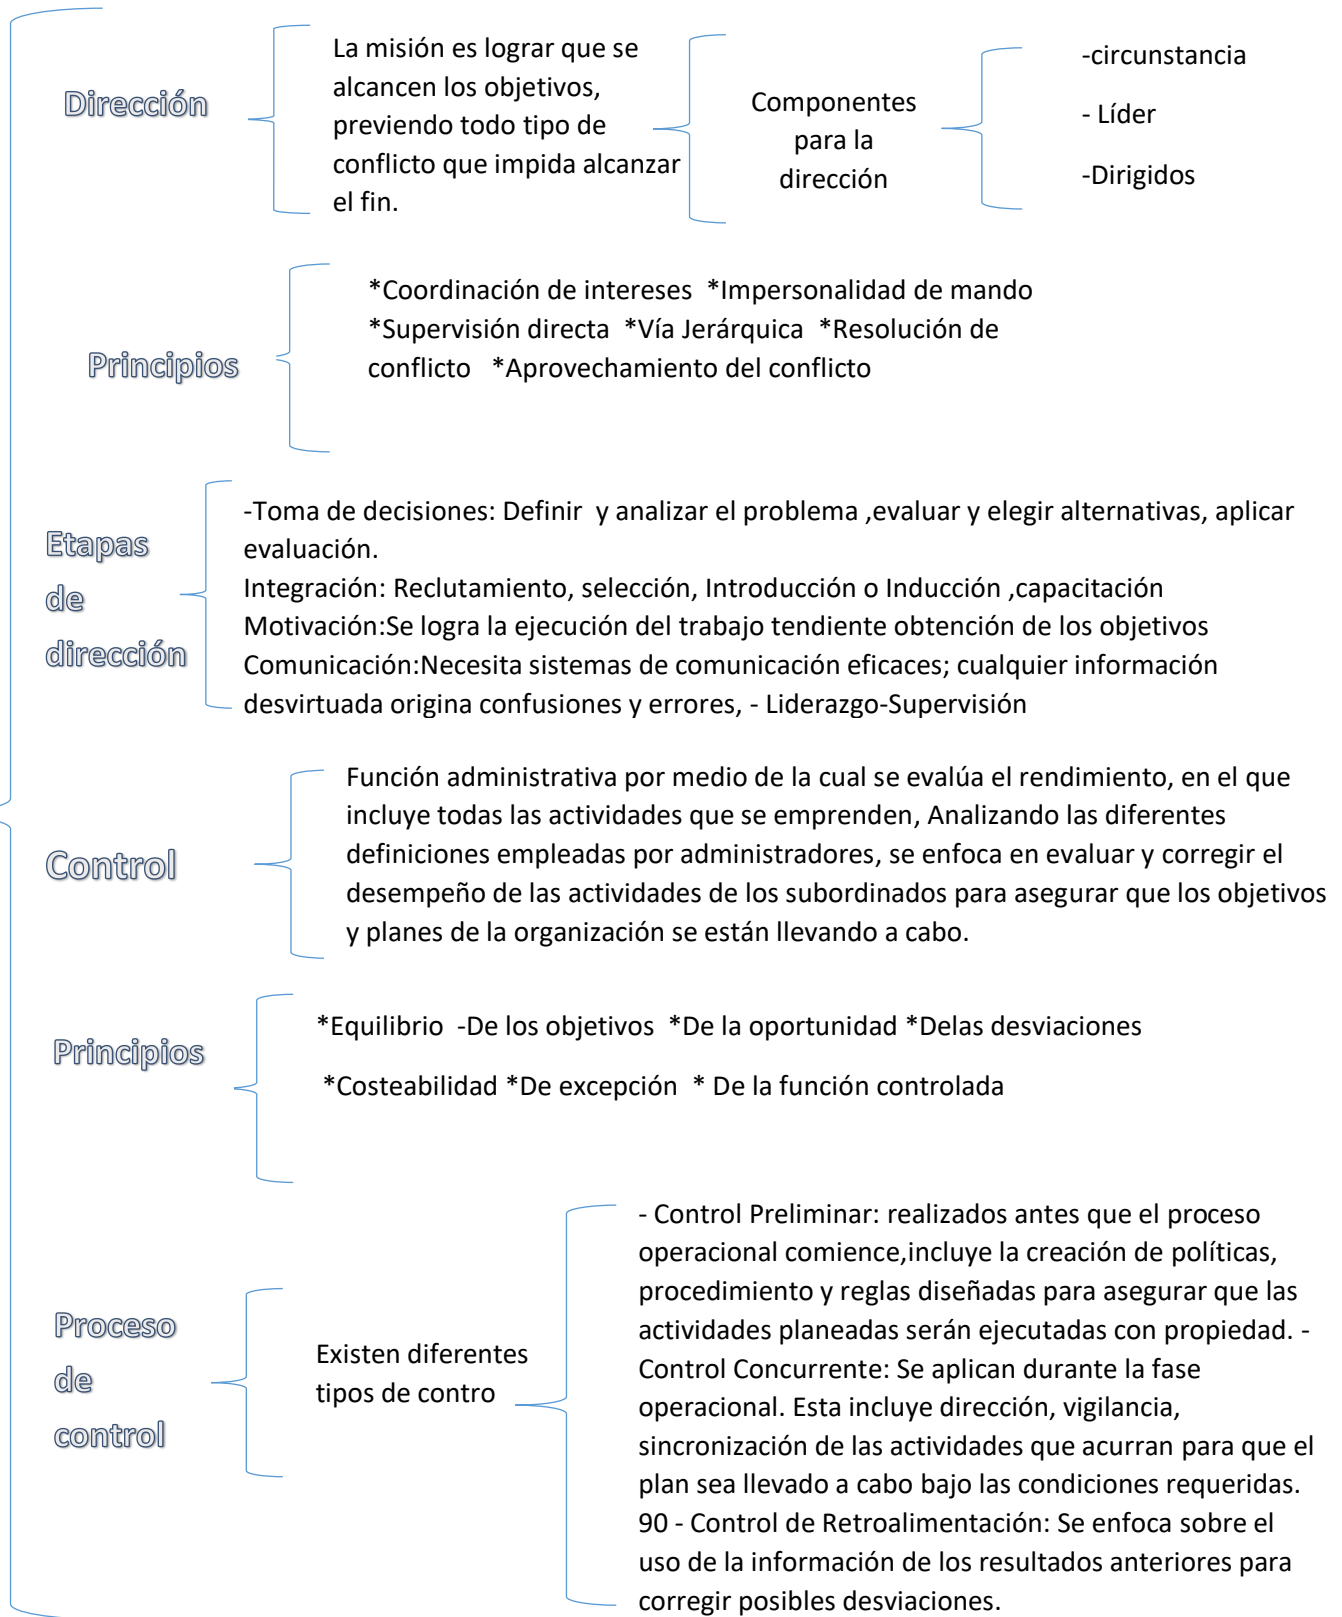 Dirección
La misión es lograr que se
alcancen los objetivos,
previendo todo tipo de
conflicto que impida alcanzar
el fin.
Componentes
para la
dirección
-circunstancia
- Líder
-Dirigidos
Principios
*Coordinación de intereses  *Impersonalidad de mando
*Supervisión directa  *Vía Jerárquica  *Resolución de
conflicto   *Aprovechamiento del conflicto
Etapas
de
dirección
-Toma de decisiones: Definir  y analizar el problema ,evaluar y elegir alternativas, aplicar
evaluación.
Integración: Reclutamiento, selección, Introducción o Inducción ,capacitación
Motivación:Se logra la ejecución del trabajo tendiente obtención de los objetivos
Comunicación:Necesita sistemas de comunicación eficaces; cualquier información
desvirtuada origina confusiones y errores, - Liderazgo-Supervisión
Control
Función administrativa por medio de la cual se evalúa el rendimiento, en el que
incluye todas las actividades que se emprenden, Analizando las diferentes
definiciones empleadas por administradores, se enfoca en evaluar y corregir el
desempeño de las actividades de los subordinados para asegurar que los objetivos
y planes de la organización se están llevando a cabo.
Principios
*Equilibrio  -De los objetivos  *De la oportunidad *Delas desviaciones
*Costeabilidad *De excepción  * De la función controlada
Proceso
de
control
Existen diferentes
tipos de contro
- Control Preliminar: realizados antes que el proceso
operacional comience,incluye la creación de políticas,
procedimiento y reglas diseñadas para asegurar que las
actividades planeadas serán ejecutadas con propiedad. -
Control Concurrente: Se aplican durante la fase
operacional. Esta incluye dirección, vigilancia,
sincronización de las actividades que acurran para que el
plan sea llevado a cabo bajo las condiciones requeridas.
90 - Control de Retroalimentación: Se enfoca sobre el
uso de la información de los resultados anteriores para
corregir posibles desviaciones.